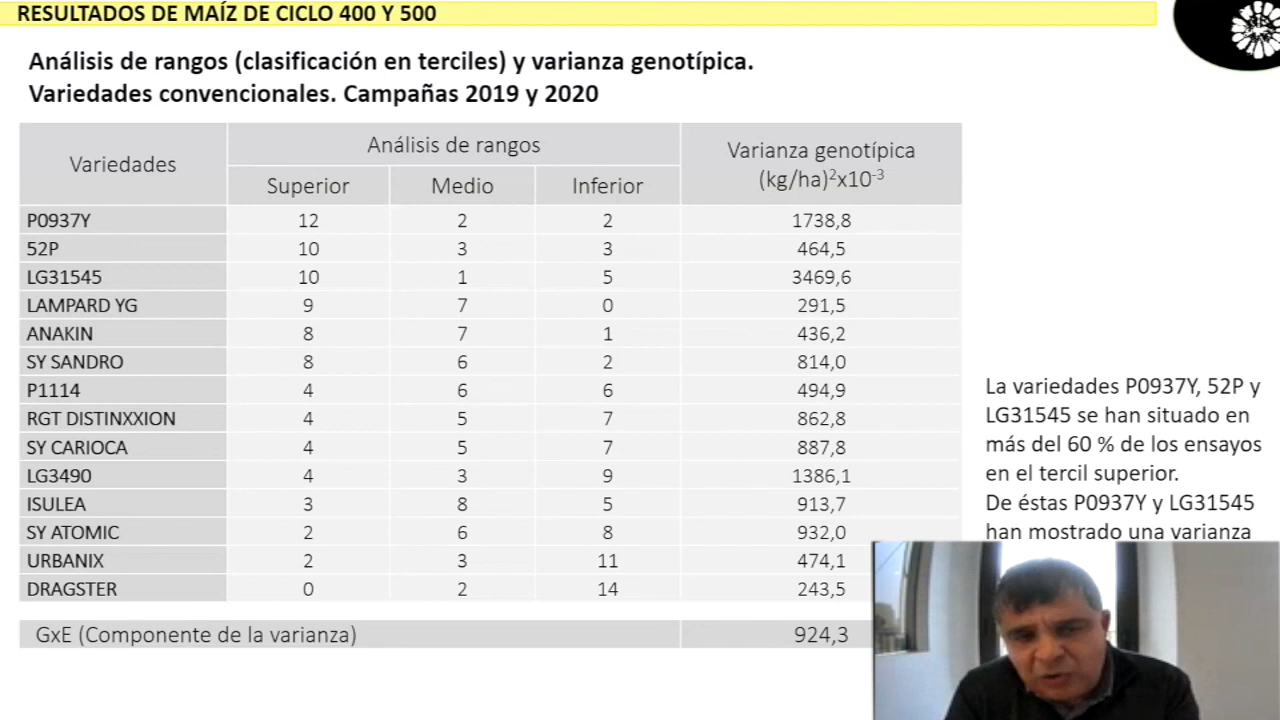 RESULTADOS DE MAÍZ DE CICLO 400 Y 500
Análisis de rangos (clasificación en terciles) y varianza genotípica.
Variedades convencionales. Campañas 2019 y 2020
Variedades Análisis de rangos Varianza genotípica (kg/ha)²x10⁻³
Superior Medio Inferior
P0937Y 12 2 2 1738,8
52P 10 3 3 464,5
LG31545 10 1 5 3469,6
LAMPARD YG 9 7 0 291,5
ANAKIN 8 7 1 436,2
SY SANDRO 8 6 2 814,0
P1114 4 6 6 494,9
RGT DISTINXXION 4 5 7 862,8
SY CARIOCA 4 5 7 887,8
LG3490 4 3 9 1386,1
ISULEA 3 8 5 913,7
SY ATOMIC 2 6 8 932,0
URBANIX 2 3 11 474,1
DRAGSTER 0 2 14 243,5
GxE (Componente de la varianza) 924,3
La variedades P0937Y, 52P y
LG31545 se han situado en
más del 60 % de los ensayos
en el tercil superior.
De éstas P0937Y y LG31545
han mostrado una varianza